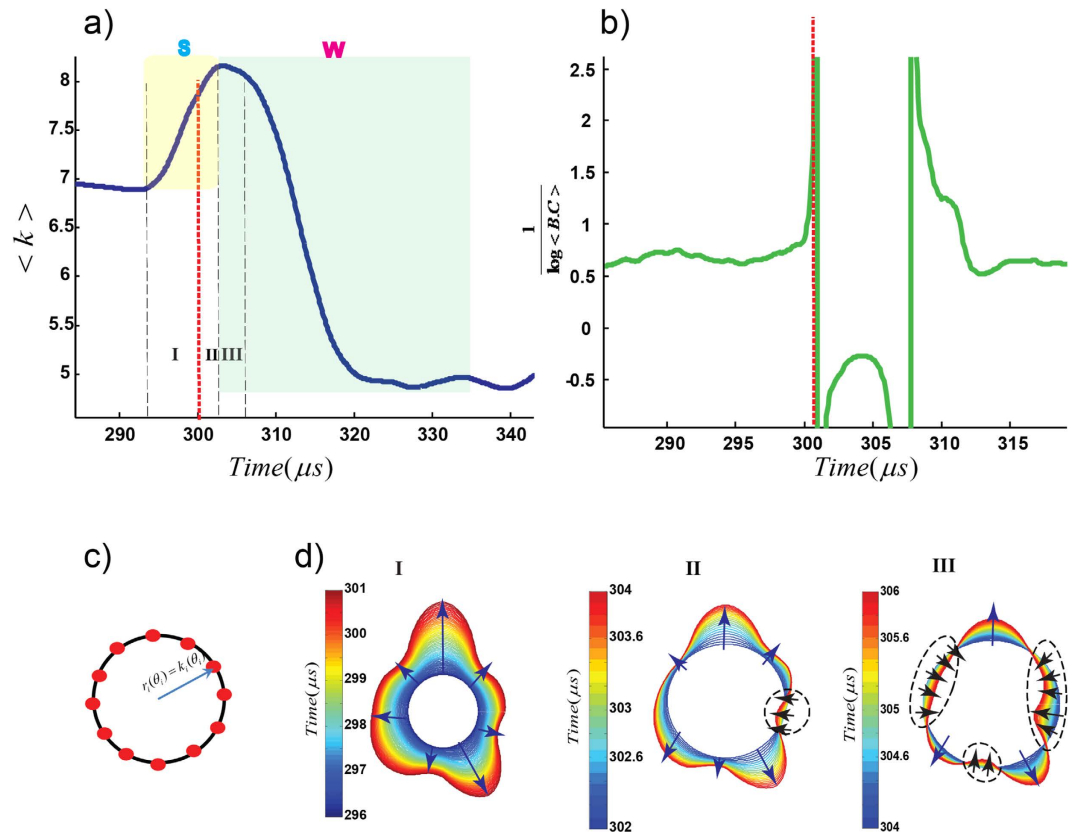 a)
S
W
8
7.5
7
6.5
6
5.5
5
< k >
I
II
III
290
300
310
320
330
340
Time(μs)
b)
2.5
2
1.5
1
0.5
0
-0.5
1
log < B.C >
290
295
300
305
310
315
Time(μs)
c)
r_i(θ_i) = k_i(θ_i)
d)
I
301
300
299
298
297
296
Time(μs)
II
304
303.6
303
302.6
302
Time(μs)
III
306
305.6
305
304.6
304
Time(μs)